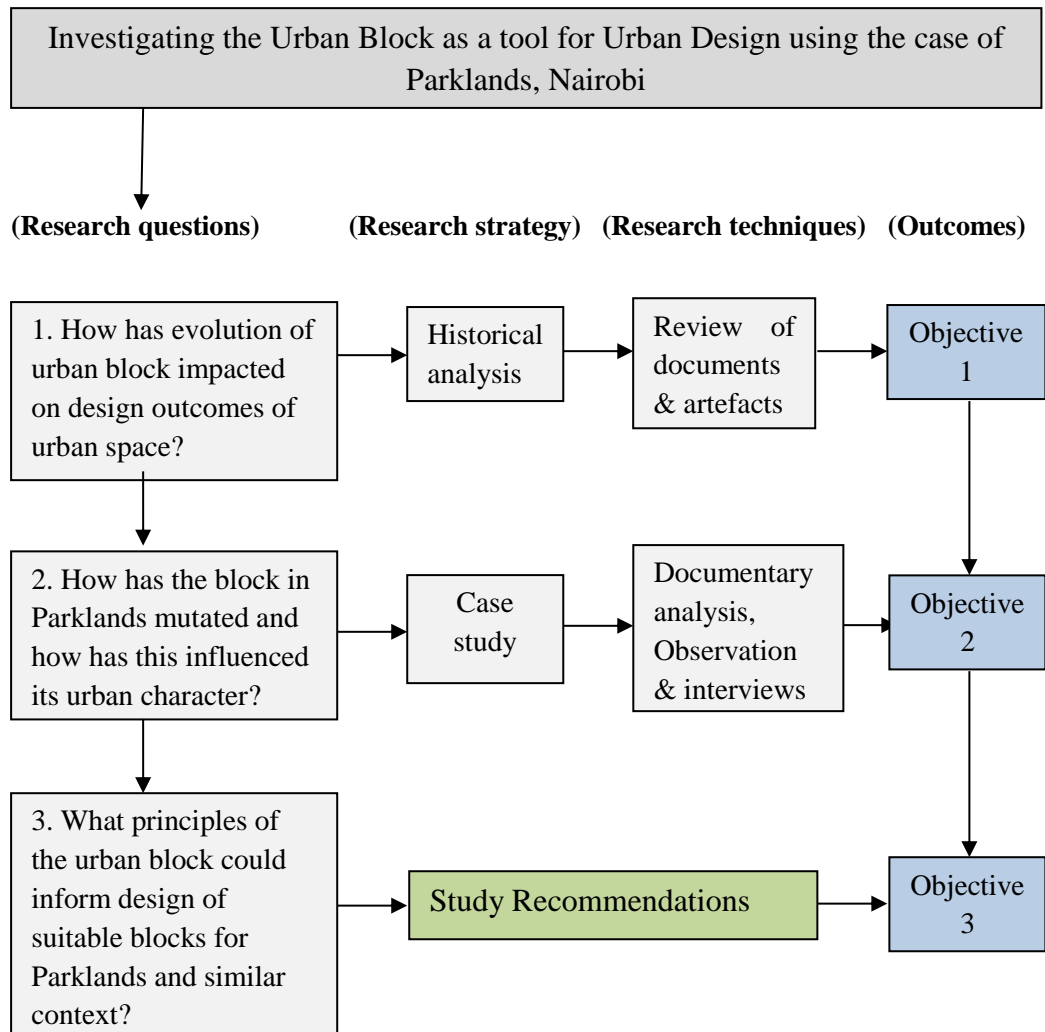 Investigating the Urban Block as a tool for Urban Design using the case of
Parklands, Nairobi
(Research questions)
(Research strategy)
(Research techniques)
(Outcomes)
1. How has evolution of
urban block impacted
on design outcomes of
urban space?
Historical
analysis
Review of
documents
& artefacts
Objective
1
2. How has the block in
Parklands mutated and
how has this influenced
its urban character?
Case
study
Documentary
analysis,
Observation
& interviews
Objective
2
3. What principles of
the urban block could
inform design of
suitable blocks for
Parklands and similar
context?
Study Recommendations
Objective
3